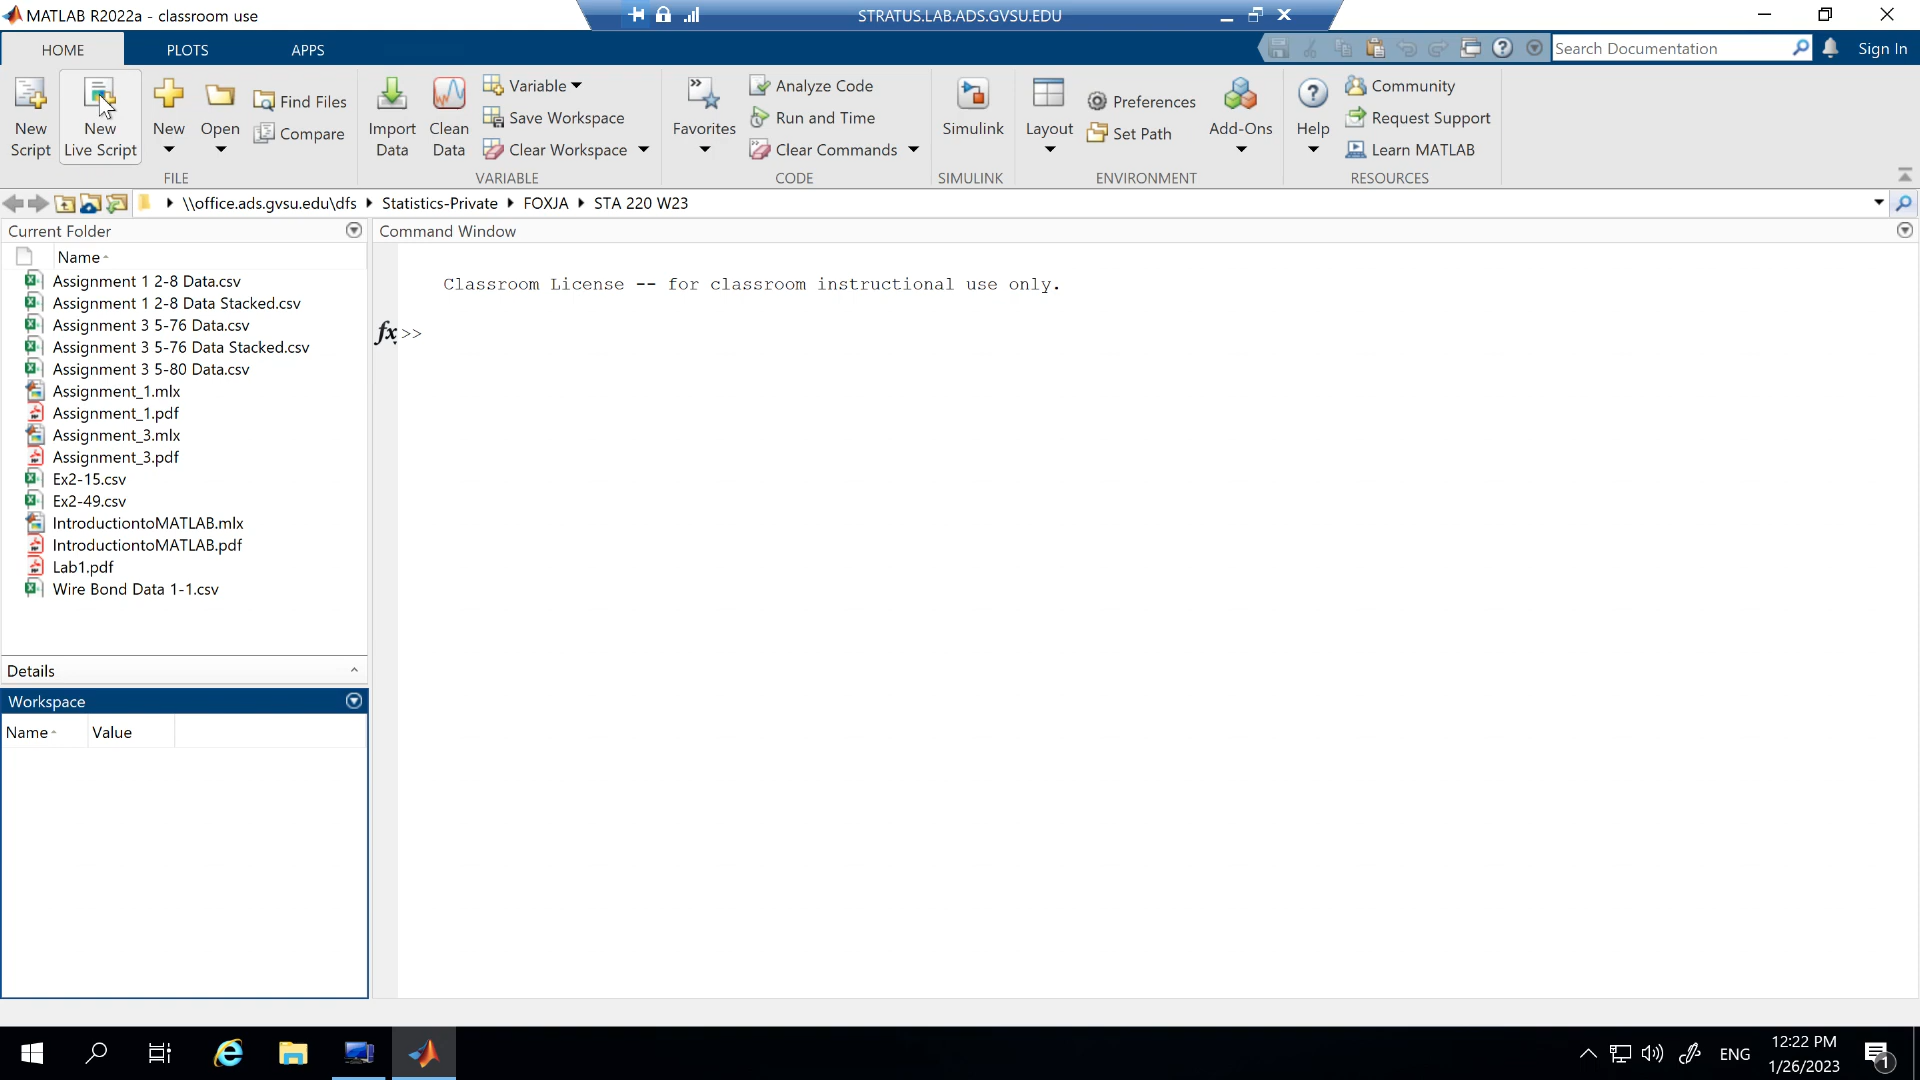 MATLAB R2022a - classroom use
STRATUS.LAB.ADS.GVSU.EDU
HOME
PLOTS
APPS
Search Documentation
Sign In
New Script
New Live Script
New
Open
Find Files
Compare
FILE
Import Data
Clean Data
Variable
Save Workspace
Clear Workspace
VARIABLE
Favorites
Analyze Code
Run and Time
Clear Commands
CODE
Simulink
SIMULINK
Layout
Preferences
Set Path
Add-Ons
ENVIRONMENT
Help
Community
Request Support
Learn MATLAB
RESOURCES
\\office.ads.gvsu.edu\dfs
Statistics-Private
FOXJA
STA 220 W23
Current Folder
Name
Assignment 1 2-8 Data.csv
Assignment 1 2-8 Data Stacked.csv
Assignment 3 5-76 Data.csv
Assignment 3 5-76 Data Stacked.csv
Assignment 3 5-80 Data.csv
Assignment_1.mlx
Assignment_1.pdf
Assignment_3.mlx
Assignment_3.pdf
Ex2-15.csv
Ex2-49.csv
IntroductiontoMATLAB.mlx
IntroductiontoMATLAB.pdf
Lab1.pdf
Wire Bond Data 1-1.csv
Details
Workspace
Name
Value
Command Window
Classroom License -- for classroom instructional use only.
fx >>
ENG
12:22 PM
1/26/2023
1